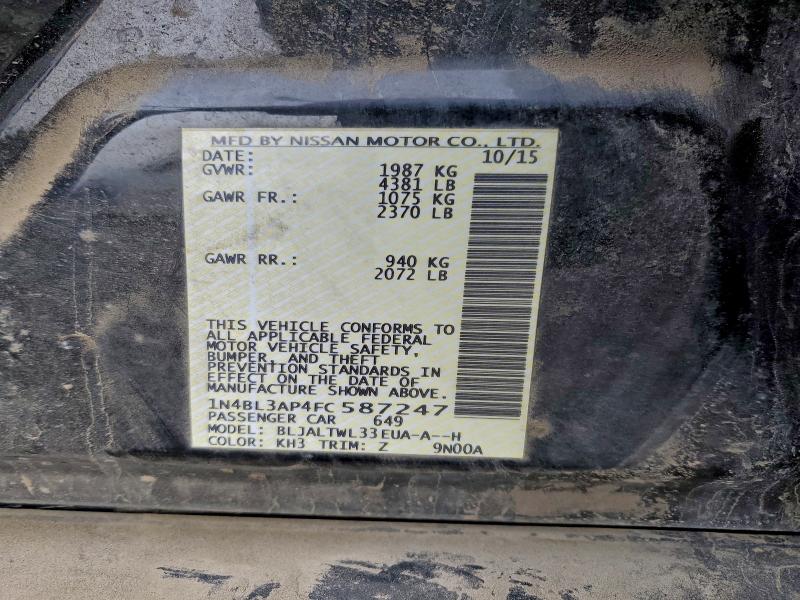 MFD BY NISSAN MOTOR CO., LTD.
DATE: 10/15
GVWR: 1987 KG
4381 LB
GAWR FR.: 1075 KG
2370 LB
GAWR RR.: 940 KG
2072 LB
THIS VEHICLE CONFORMS TO
ALL APPLICABLE FEDERAL
MOTOR VEHICLE SAFETY,
BUMPER, AND THEFT
PREVENTION STANDARDS IN
EFFECT ON THE DATE OF
MANUFACTURE SHOWN ABOVE.
1N4BL3AP4FC587247
PASSENGER CAR 649
MODEL: BLJALTWL33EUA-A--H
COLOR: KH3 TRIM: Z 9N00A